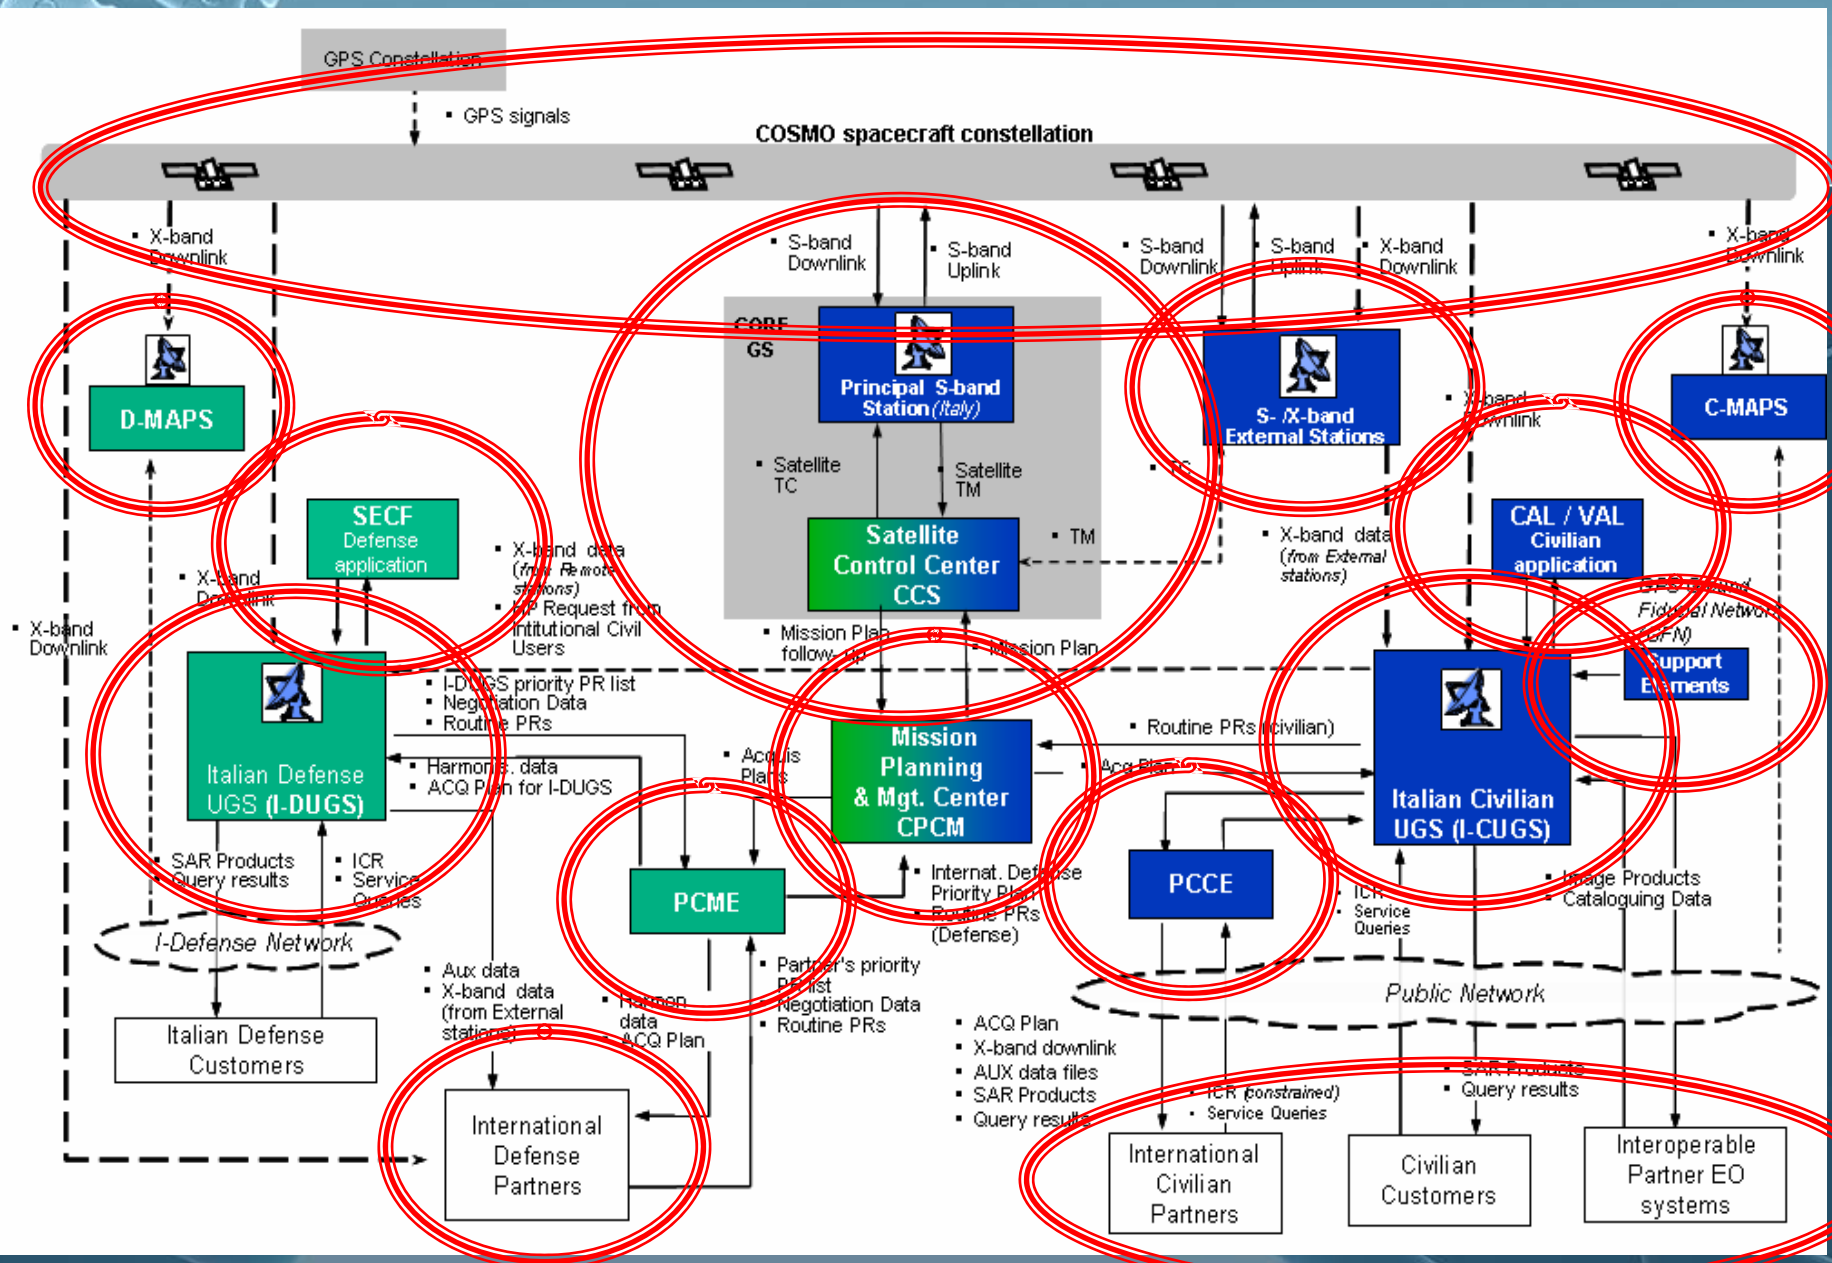 GPS Constellation
▪ GPS signals
COSMO spacecraft constellation
▪ X-band
Downlink
▪ S-band
Downlink
▪ S-band
Uplink
▪ S-band
Downlink
▪ S-band
Uplink
▪ X-band
Downlink
▪ X-band
Downlink
CORE
GS
Principal S-band
Station (Italy)
S- /X-band
External Stations
D-MAPS
C-MAPS
▪ X-band
Downlink
▪ Satellite
TC
▪ Satellite
TM
▪ TC
SECF
Defense
application
▪ X-band data
(from Remote
stations)
▪ RP Request from
Intitutional Civil
Users
Satellite
Control Center
CCS
▪ TM
▪ X-band data
(from External
stations)
CAL / VAL
Civilian
application
Fiducial Network
▪ X-band
Downlink
▪ X-band
Downlink
▪ Mission Plan
follow-up
▪ Mission Plan
Support
Elements
▪ I-DUGS priority PR list
▪ Negotiation Data
▪ Routine PRs
Italian Defense
UGS (I-DUGS)
▪ Harmonis. data
▪ ACQ Plan for I-DUGS
▪ Acquis
Plans
Mission
Planning
& Mgt. Center
CPCM
▪ Routine PRs (civilian)
▪ Acq Plan
Italian Civilian
UGS (I-CUGS)
▪ SAR Products
▪ Query results
▪ ICR
▪ Service
Queries
PCME
▪ Internat. Defense
Priority Plan
▪ Routine PRs
(Defense)
PCCE
▪ ICR
▪ Service
Queries
▪ Image Products
▪ Cataloguing Data
I-Defense Network
▪ Aux data
▪ X-band data
(from External
stations)
▪ Harmon
data
▪ ACQ Plan
▪ Partner's priority
PR list
▪ Negotiation Data
▪ Routine PRs
Public Network
Italian Defense
Customers
▪ ACQ Plan
▪ X-band downlink
▪ AUX data files
▪ SAR Products
▪ Query results
▪ ICR (constrained)
▪ Service Queries
▪ SAR Products
▪ Query results
International
Defense
Partners
International
Civilian
Partners
Civilian
Customers
Interoperable
Partner EO
systems